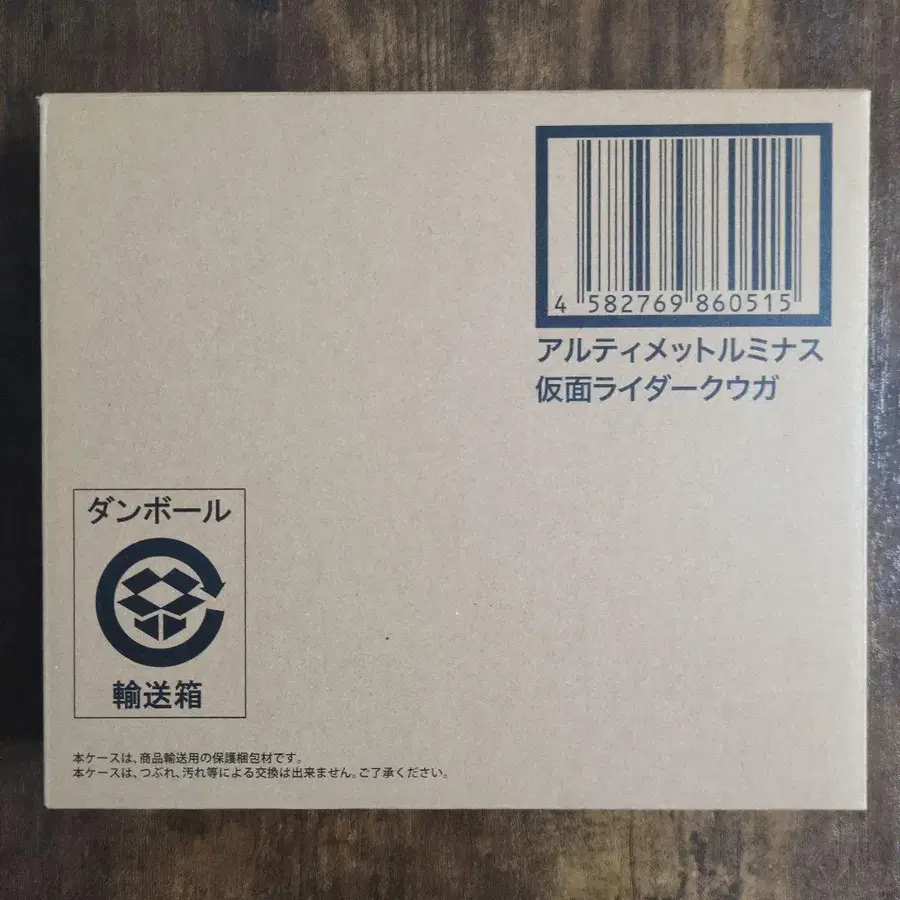 4 582769 860515
アルティメットルミナス
仮面ライダークウガ
ダンボール
輸送箱
本ケースは、商品輸送用の保護梱包材です。
本ケースは、つぶれ、汚れ等による交換は出来ません。ご了承ください。